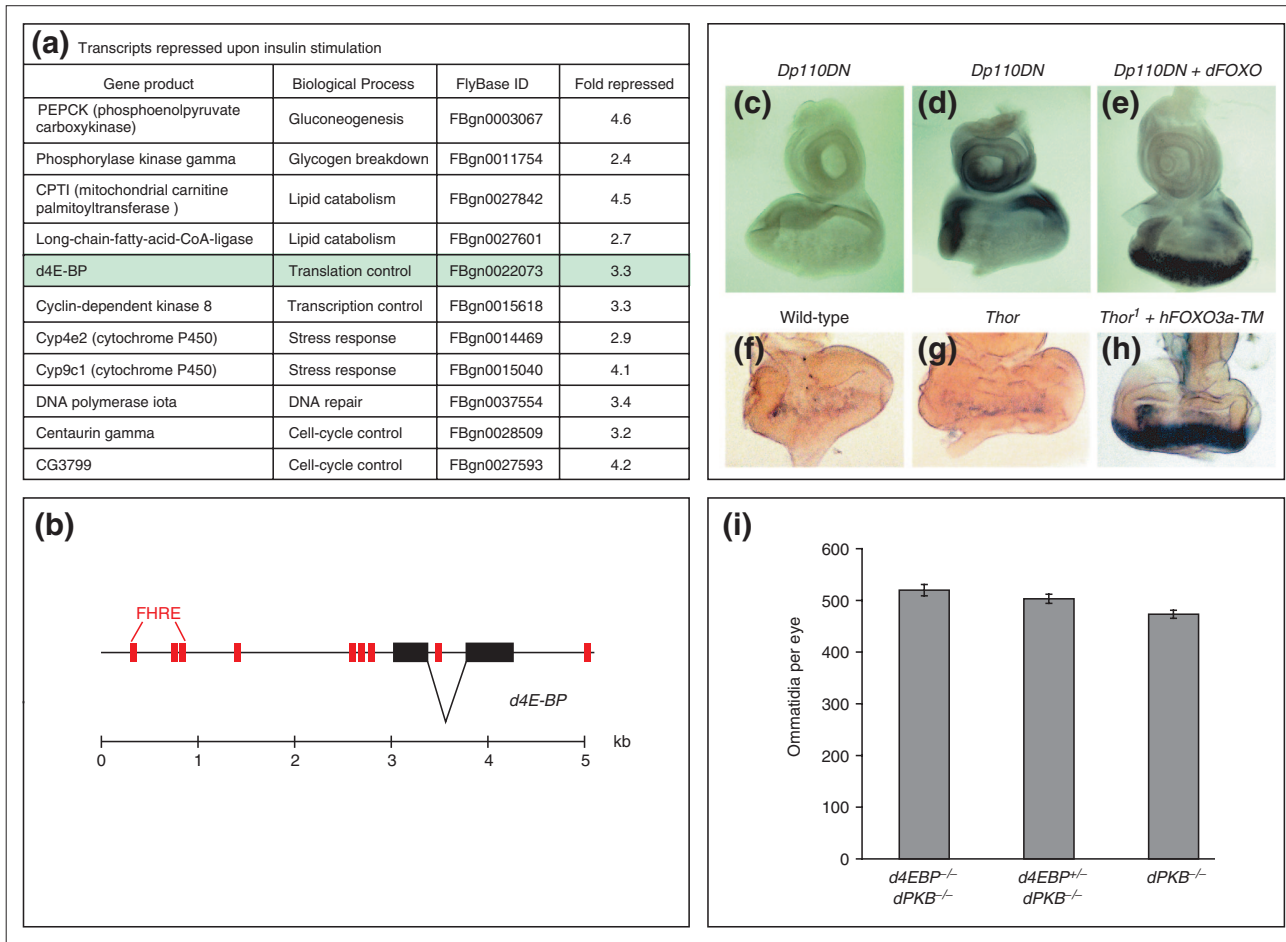 (a) Transcripts repressed upon insulin stimulation
Gene product Biological Process FlyBase ID Fold repressed
PEPCK (phosphoenolpyruvate
carboxykinase) Gluconeogenesis FBgn0003067 4.6
Phosphorylase kinase gamma Glycogen breakdown FBgn0011754 2.4
CPTI (mitochondrial carnitine
palmitoyltransferase ) Lipid catabolism FBgn0027842 4.5
Long-chain-fatty-acid-CoA-ligase Lipid catabolism FBgn0027601 2.7
d4E-BP Translation control FBgn0022073 3.3
Cyclin-dependent kinase 8 Transcription control FBgn0015618 3.3
Cyp4e2 (cytochrome P450) Stress response FBgn0014469 2.9
Cyp9c1 (cytochrome P450) Stress response FBgn0015040 4.1
DNA polymerase iota DNA repair FBgn0037554 3.4
Centaurin gamma Cell-cycle control FBgn0028509 3.2
CG3799 Cell-cycle control FBgn0027593 4.2
(b)
FHRE
d4E-BP
kb
0 1 2 3 4 5
Dp110DN Dp110DN Dp110DN + dFOXO
(c) (d) (e)
Wild-type Thor Thor¹ + hFOXO3a-TM
(f) (g) (h)
(i)
Ommatidia per eye
600
500
400
300
200
100
0
d4EBP⁻/⁻ d4EBP⁺/⁻ dPKB⁻/⁻
dPKB⁻/⁻ dPKB⁻/⁻